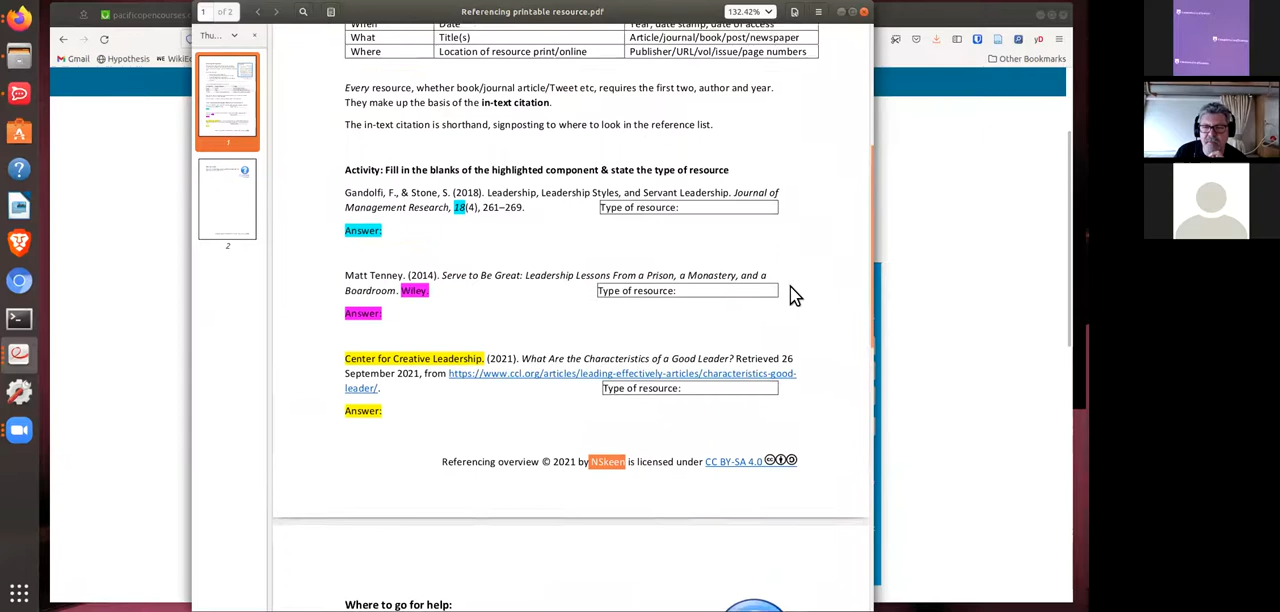 pacificopencourses.c
Gmail
Hypothesis
WikiE
1
of 2
Referencing printable resource.pdf
132.42%
Other Bookmarks
Thu...
1
2
When
Date
Year, date stamp, date of access
What
Title(s)
Article/journal/book/post/newspaper
Where
Location of resource print/online
Publisher/URL/vol/issue/page numbers
Every resource, whether book/journal article/Tweet etc, requires the first two, author and year.
They make up the basis of the in-text citation.
The in-text citation is shorthand, signposting to where to look in the reference list.
Activity: Fill in the blanks of the highlighted component & state the type of resource
Gandolfi, F., & Stone, S. (2018). Leadership, Leadership Styles, and Servant Leadership. Journal of
Management Research, 18(4), 261–269.
Type of resource:
Answer:
Matt Tenney. (2014). Serve to Be Great: Leadership Lessons From a Prison, a Monastery, and a
Boardroom. Wiley.
Type of resource:
Answer:
Center for Creative Leadership. (2021). What Are the Characteristics of a Good Leader? Retrieved 26
September 2021, from https://www.ccl.org/articles/leading-effectively-articles/characteristics-good-
leader/.
Type of resource:
Answer:
Referencing overview © 2021 by NSkeen is licensed under CC BY-SA 4.0
Where to go for help: